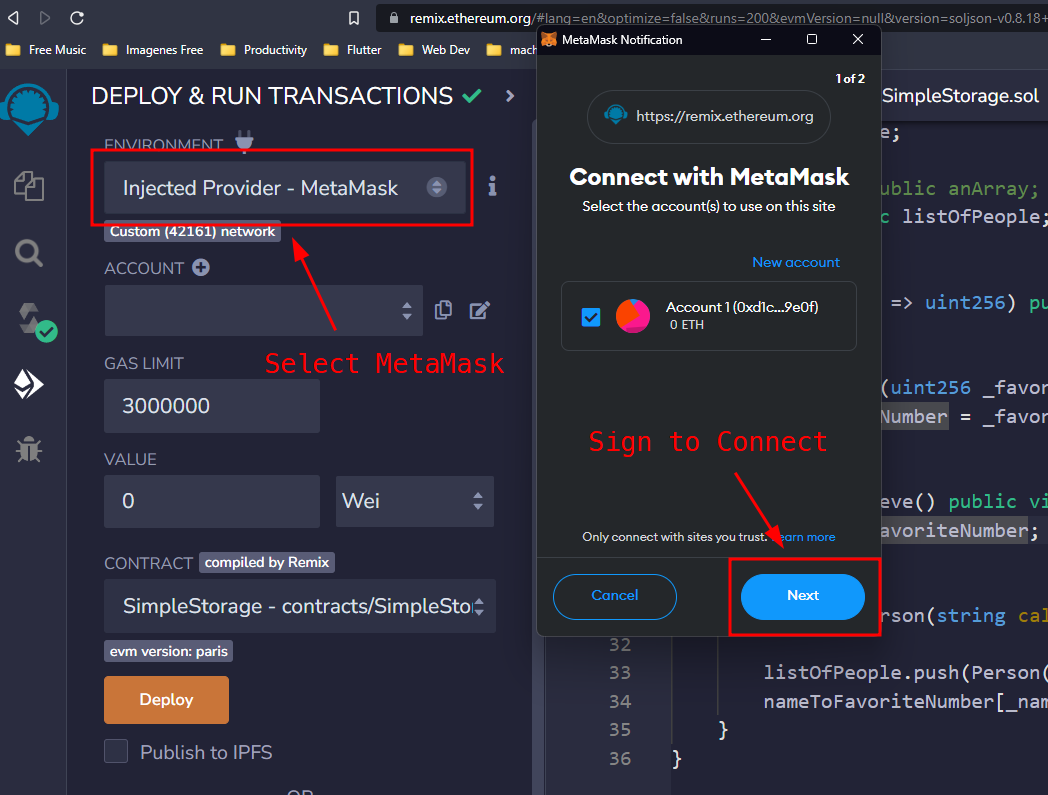 remix.ethereum.org/#lang=en&optimize=false&runs=200&evmVersion=null&version=soljson-v0.8.18+
Free Music
Imagenes Free
Productivity
Flutter
Web Dev
mach
MetaMask Notification
DEPLOY & RUN TRANSACTIONS
ENVIRONMENT
Injected Provider - MetaMask
Custom (42161) network
ACCOUNT
Select MetaMask
GAS LIMIT
3000000
VALUE
0
Wei
CONTRACT
compiled by Remix
SimpleStorage - contracts/SimpleStor
evm version: paris
Deploy
Publish to IPFS
OR
1 of 2
https://remix.ethereum.org
Connect with MetaMask
Select the account(s) to use on this site
New account
Account 1 (0xd1c...9e0f)
0 ETH
Sign to Connect
Only connect with sites you trust. Learn more
Cancel
Next
SimpleStorage.sol
e;
ublic anArray;
c listOfPeople;
=> uint256) pu
(uint256 _favor
Number = _favor
eve() public vi
avoriteNumber;
rson(string cal
32
33 listOfPeople.push(Person(
34 nameToFavoriteNumber[_nam
35 }
36 }